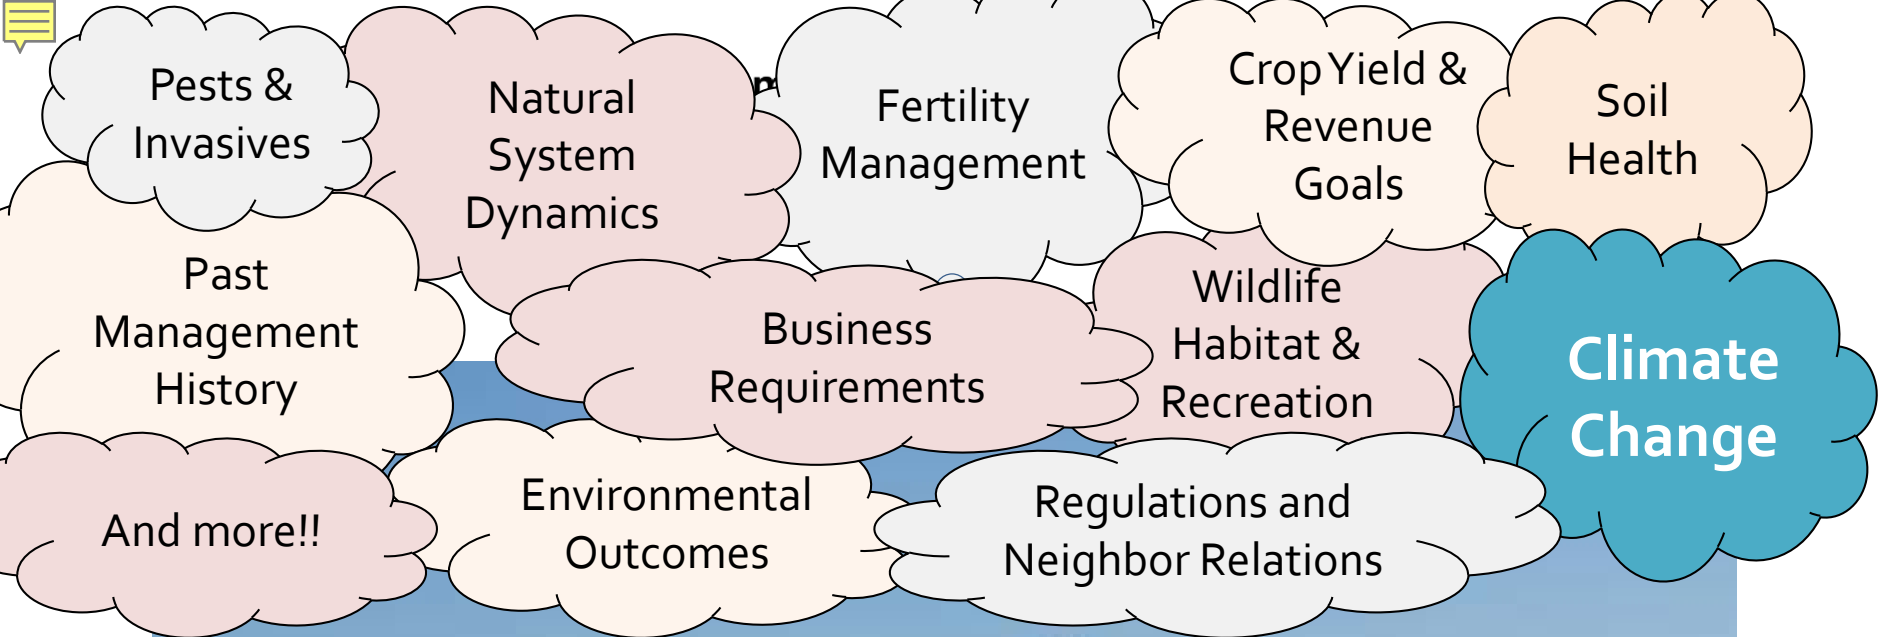 Pests &
Invasives
Natural
System
Dynamics
Fertility
Management
Crop Yield &
Revenue
Goals
Soil
Health
Past
Management
History
Business
Requirements
Wildlife
Habitat &
Recreation
Climate
Change
And more!!
Environmental
Outcomes
Regulations and
Neighbor Relations